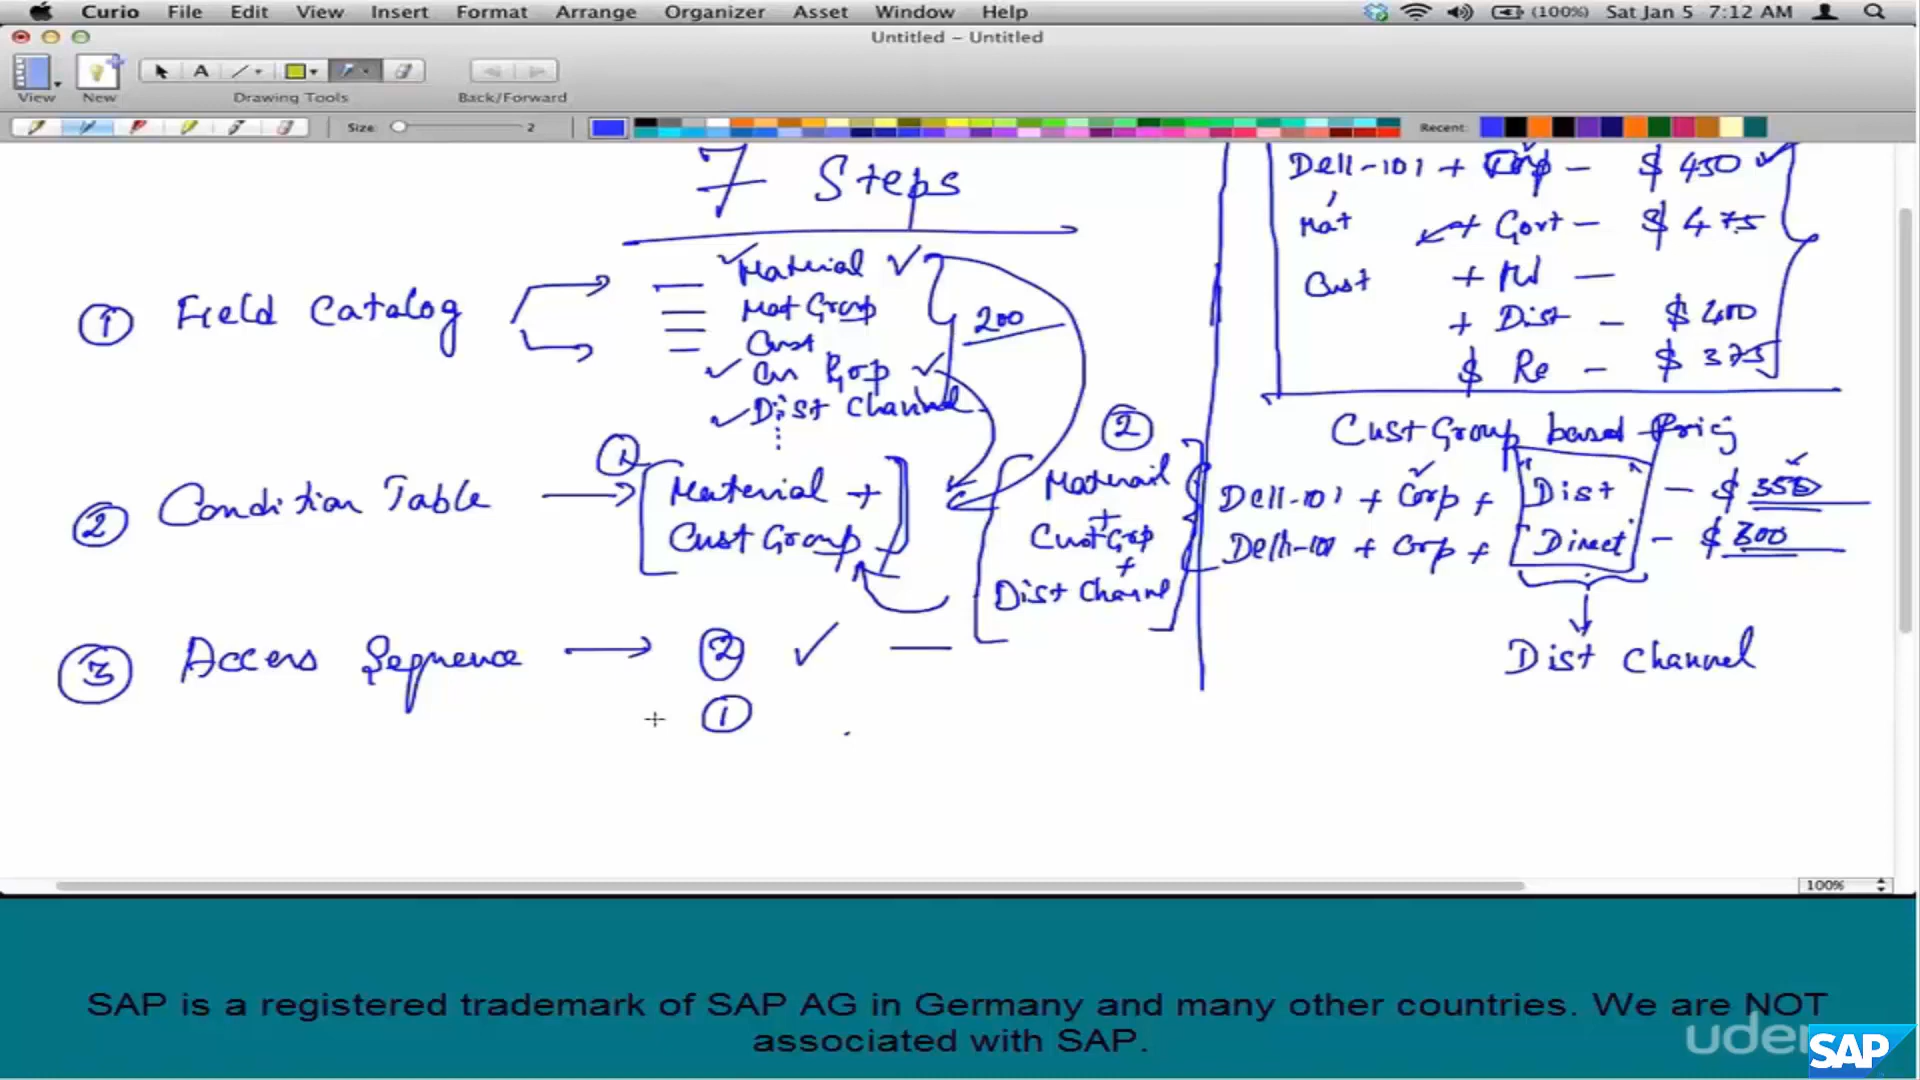 Curio File Edit View Insert Format Arrange Organizer Asset Window Help (100%) Sat Jan 5 7:12 AM
Untitled – Untitled
View New Drawing Tools Back/Forward
Size: 2 Recent:
7 Steps
① Field Catalog
Material
Mat Group
Cust
Dist Channel
200
② Condition Table
①
Material +
Cust Group
②
Material
+
Cust Grp
+
Dist Channel
③ Access Sequence ②
①
Dell-101 + Corp - $ 450
Mat + Govt - $ 475
Cust + Ind -
+ Dist - $ 400
$ Re - $ 375
Cust Group based Pricing
Dell-101 + Corp + Dist - $ 350
Dell-101 + Corp + Direct - $ 300
Dist Channel
100%
SAP is a registered trademark of SAP AG in Germany and many other countries. We are NOT
associated with SAP.
SAP